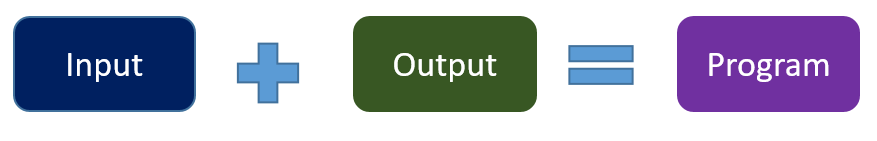 Input + Output = Program